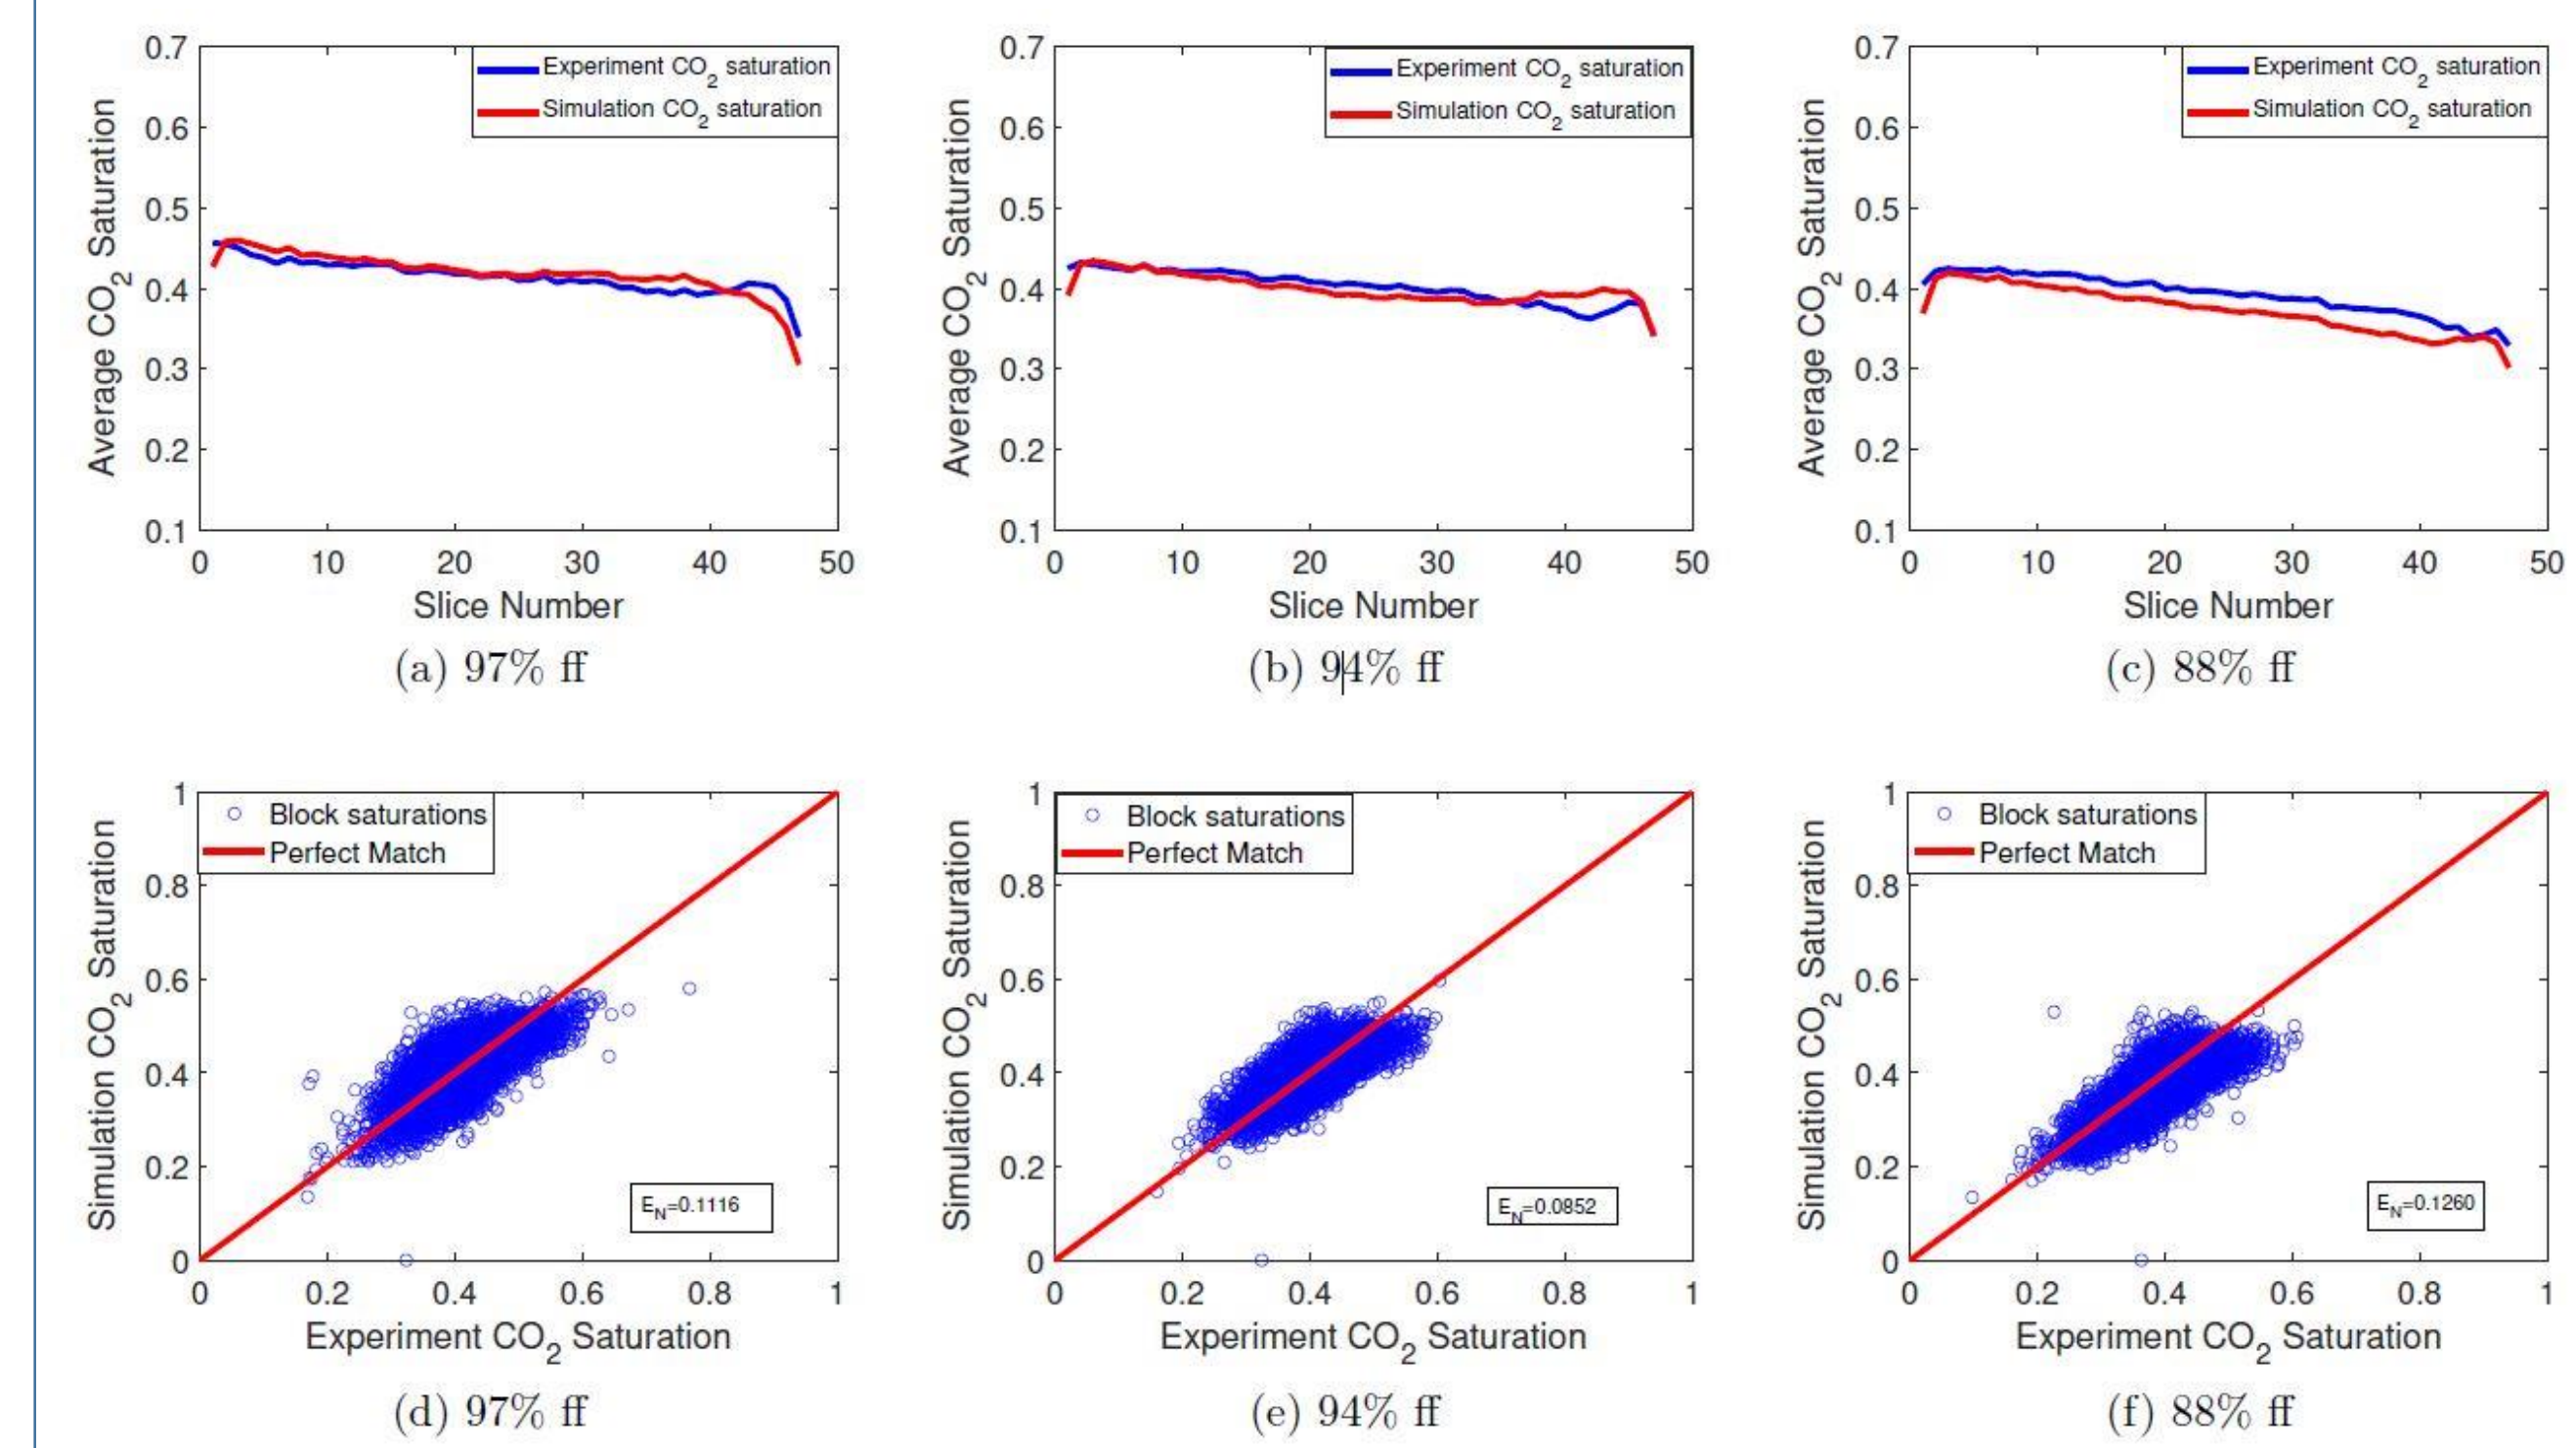 0.7
0.6
0.5
0.4
0.3
0.2
0.1
Average CO2 Saturation
Experiment CO2 saturation
Simulation CO2 saturation
0 10 20 30 40 50
Slice Number
(a) 97% ff
0.7
0.6
0.5
0.4
0.3
0.2
0.1
Average CO2 Saturation
Experiment CO2 saturation
Simulation CO2 saturation
0 10 20 30 40 50
Slice Number
(b) 94% ff
0.7
0.6
0.5
0.4
0.3
0.2
0.1
Average CO2 Saturation
Experiment CO2 saturation
Simulation CO2 saturation
0 10 20 30 40 50
Slice Number
(c) 88% ff
1
0.8
0.6
0.4
0.2
0
Simulation CO2 Saturation
Block saturations
Perfect Match
EN=0.1116
0 0.2 0.4 0.6 0.8 1
Experiment CO2 Saturation
(d) 97% ff
1
0.8
0.6
0.4
0.2
0
Simulation CO2 Saturation
Block saturations
Perfect Match
EN=0.0852
0 0.2 0.4 0.6 0.8 1
Experiment CO2 Saturation
(e) 94% ff
1
0.8
0.6
0.4
0.2
0
Simulation CO2 Saturation
Block saturations
Perfect Match
EN=0.1260
0 0.2 0.4 0.6 0.8 1
Experiment CO2 Saturation
(f) 88% ff